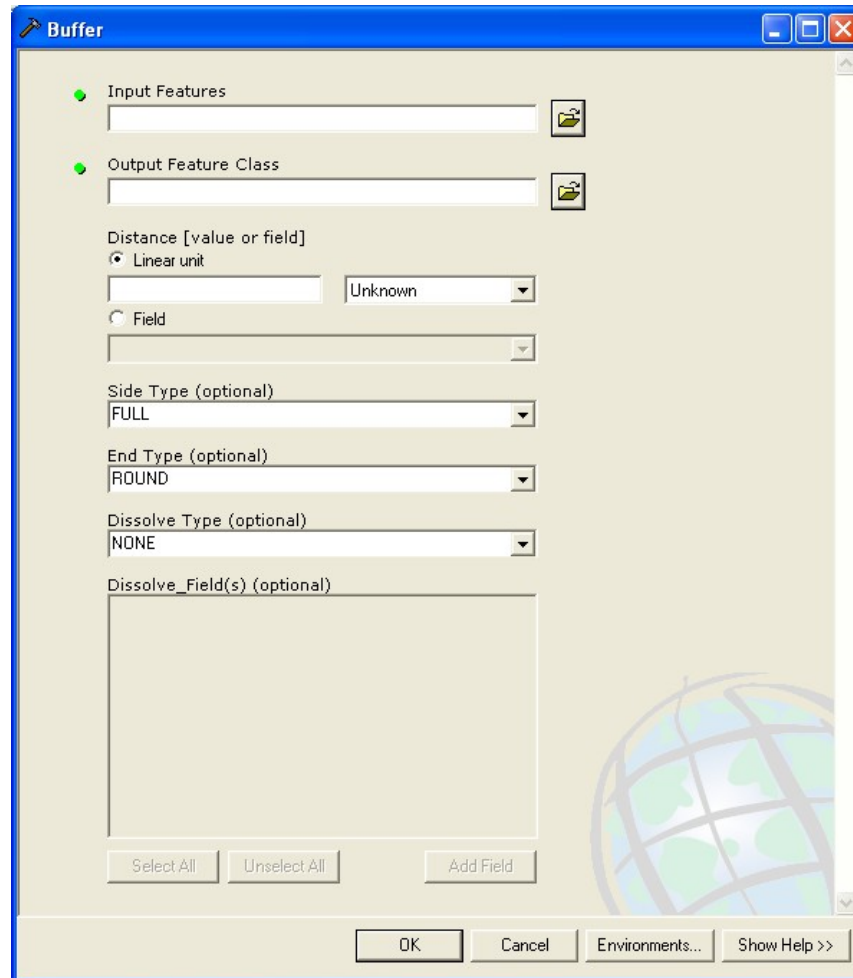 Buffer
Input Features
Output Feature Class
Distance [value or field]
Linear unit
Unknown
Field
Side Type (optional)
FULL
End Type (optional)
ROUND
Dissolve Type (optional)
NONE
Dissolve_Field(s) (optional)
Select All Unselect All Add Field
OK Cancel Environments... Show Help >>